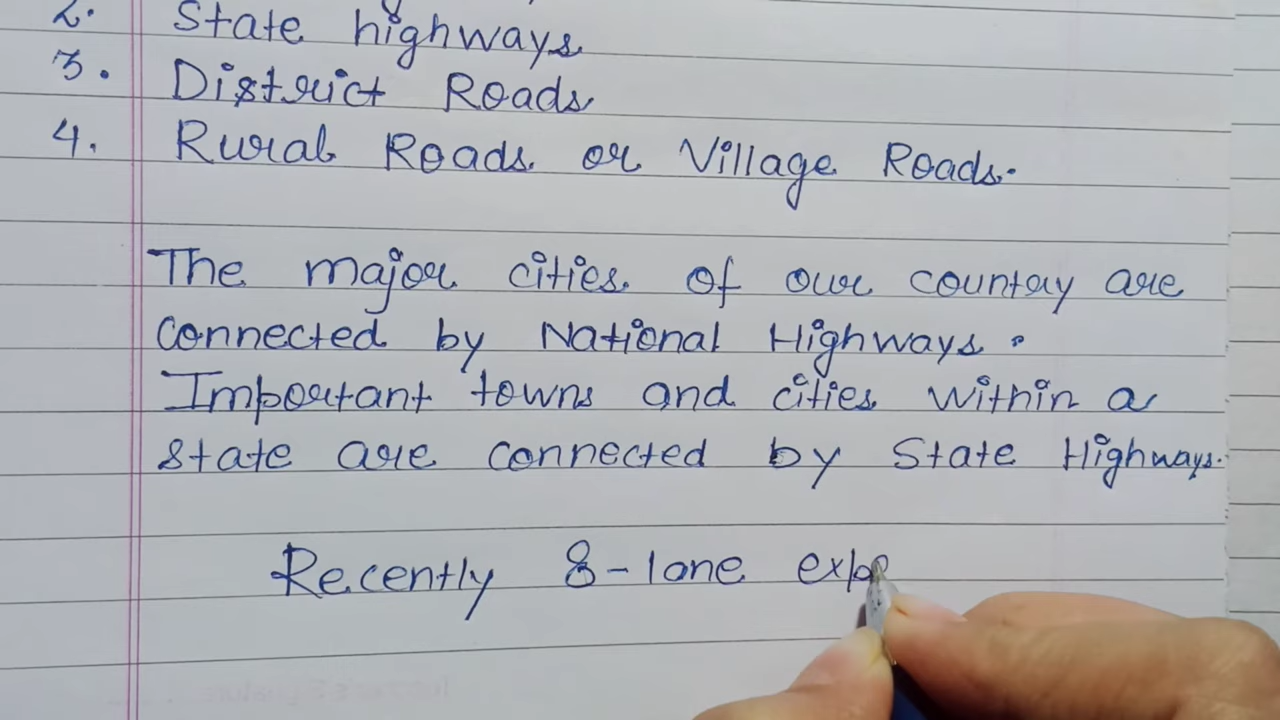 2. State highways
3. District Roads
4. Rural Roads or Village Roads.
The major cities of our country are
connected by National Highways.
Important towns and cities within a
state are connected by State Highways.
Recently 8-lane exp